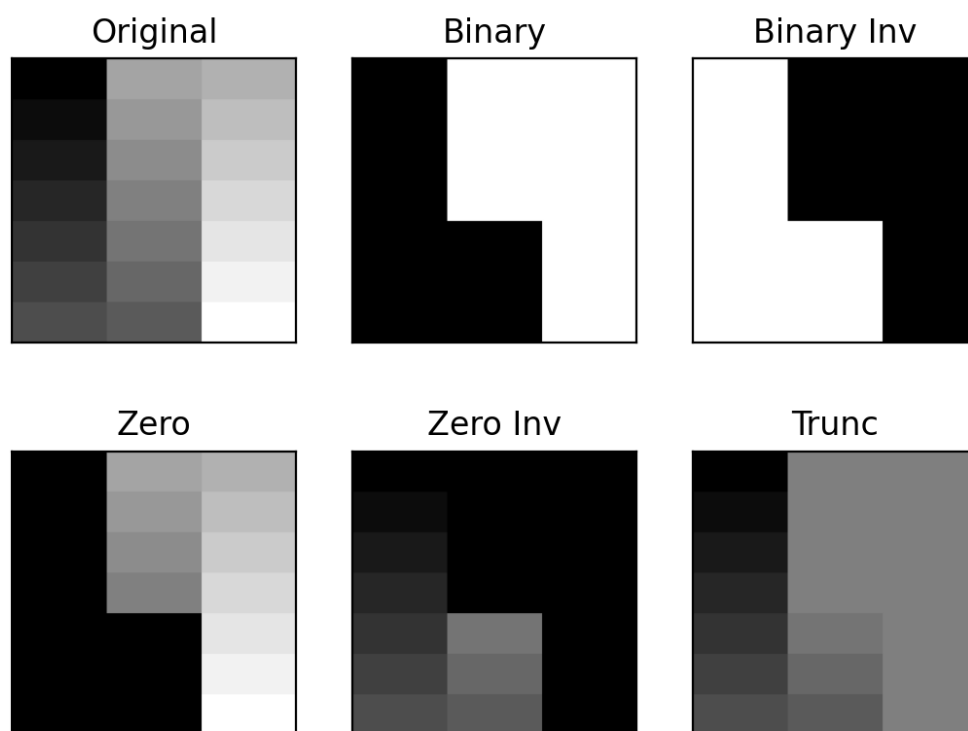 Original
Binary
Binary Inv
Zero
Zero Inv
Trunc